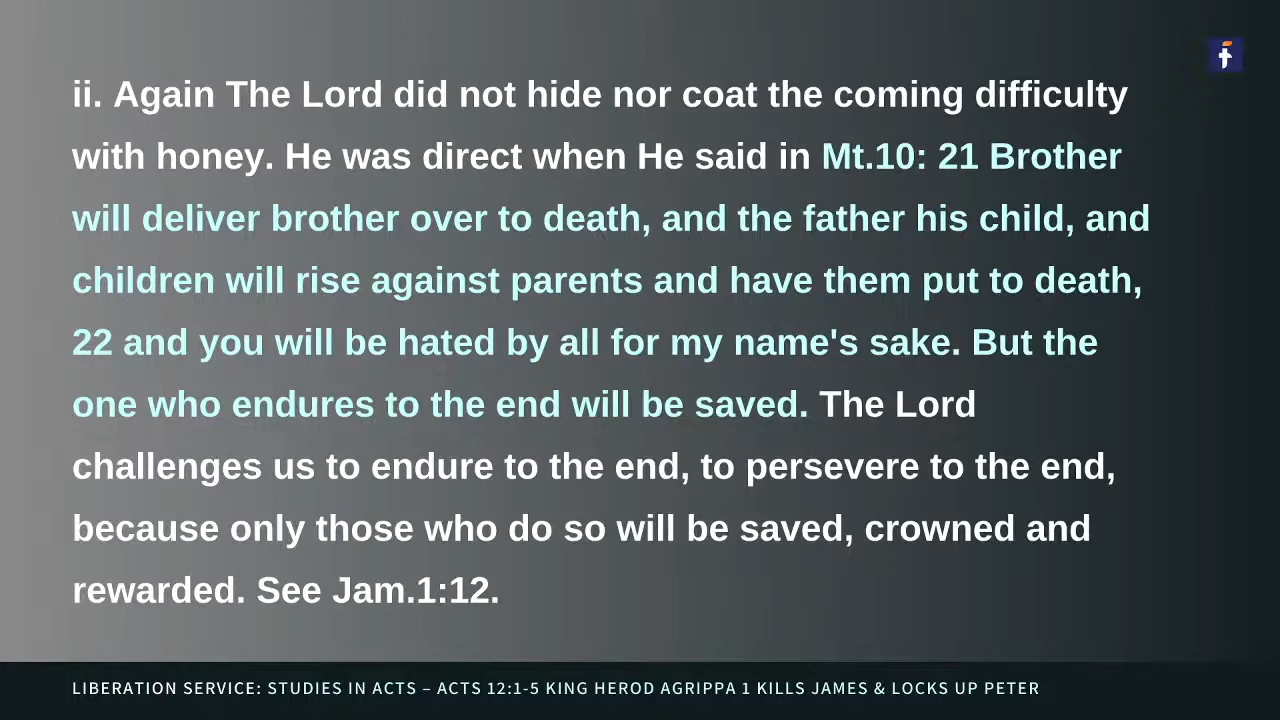 ii. Again The Lord did not hide nor coat the coming difficulty
with honey. He was direct when He said in Mt.10: 21 Brother
will deliver brother over to death, and the father his child, and
children will rise against parents and have them put to death,
22 and you will be hated by all for my name's sake. But the
one who endures to the end will be saved. The Lord
challenges us to endure to the end, to persevere to the end,
because only those who do so will be saved, crowned and
rewarded. See Jam.1:12.
LIBERATION SERVICE: STUDIES IN ACTS – ACTS 12:1-5 KING HEROD AGRIPPA 1 KILLS JAMES & LOCKS UP PETER